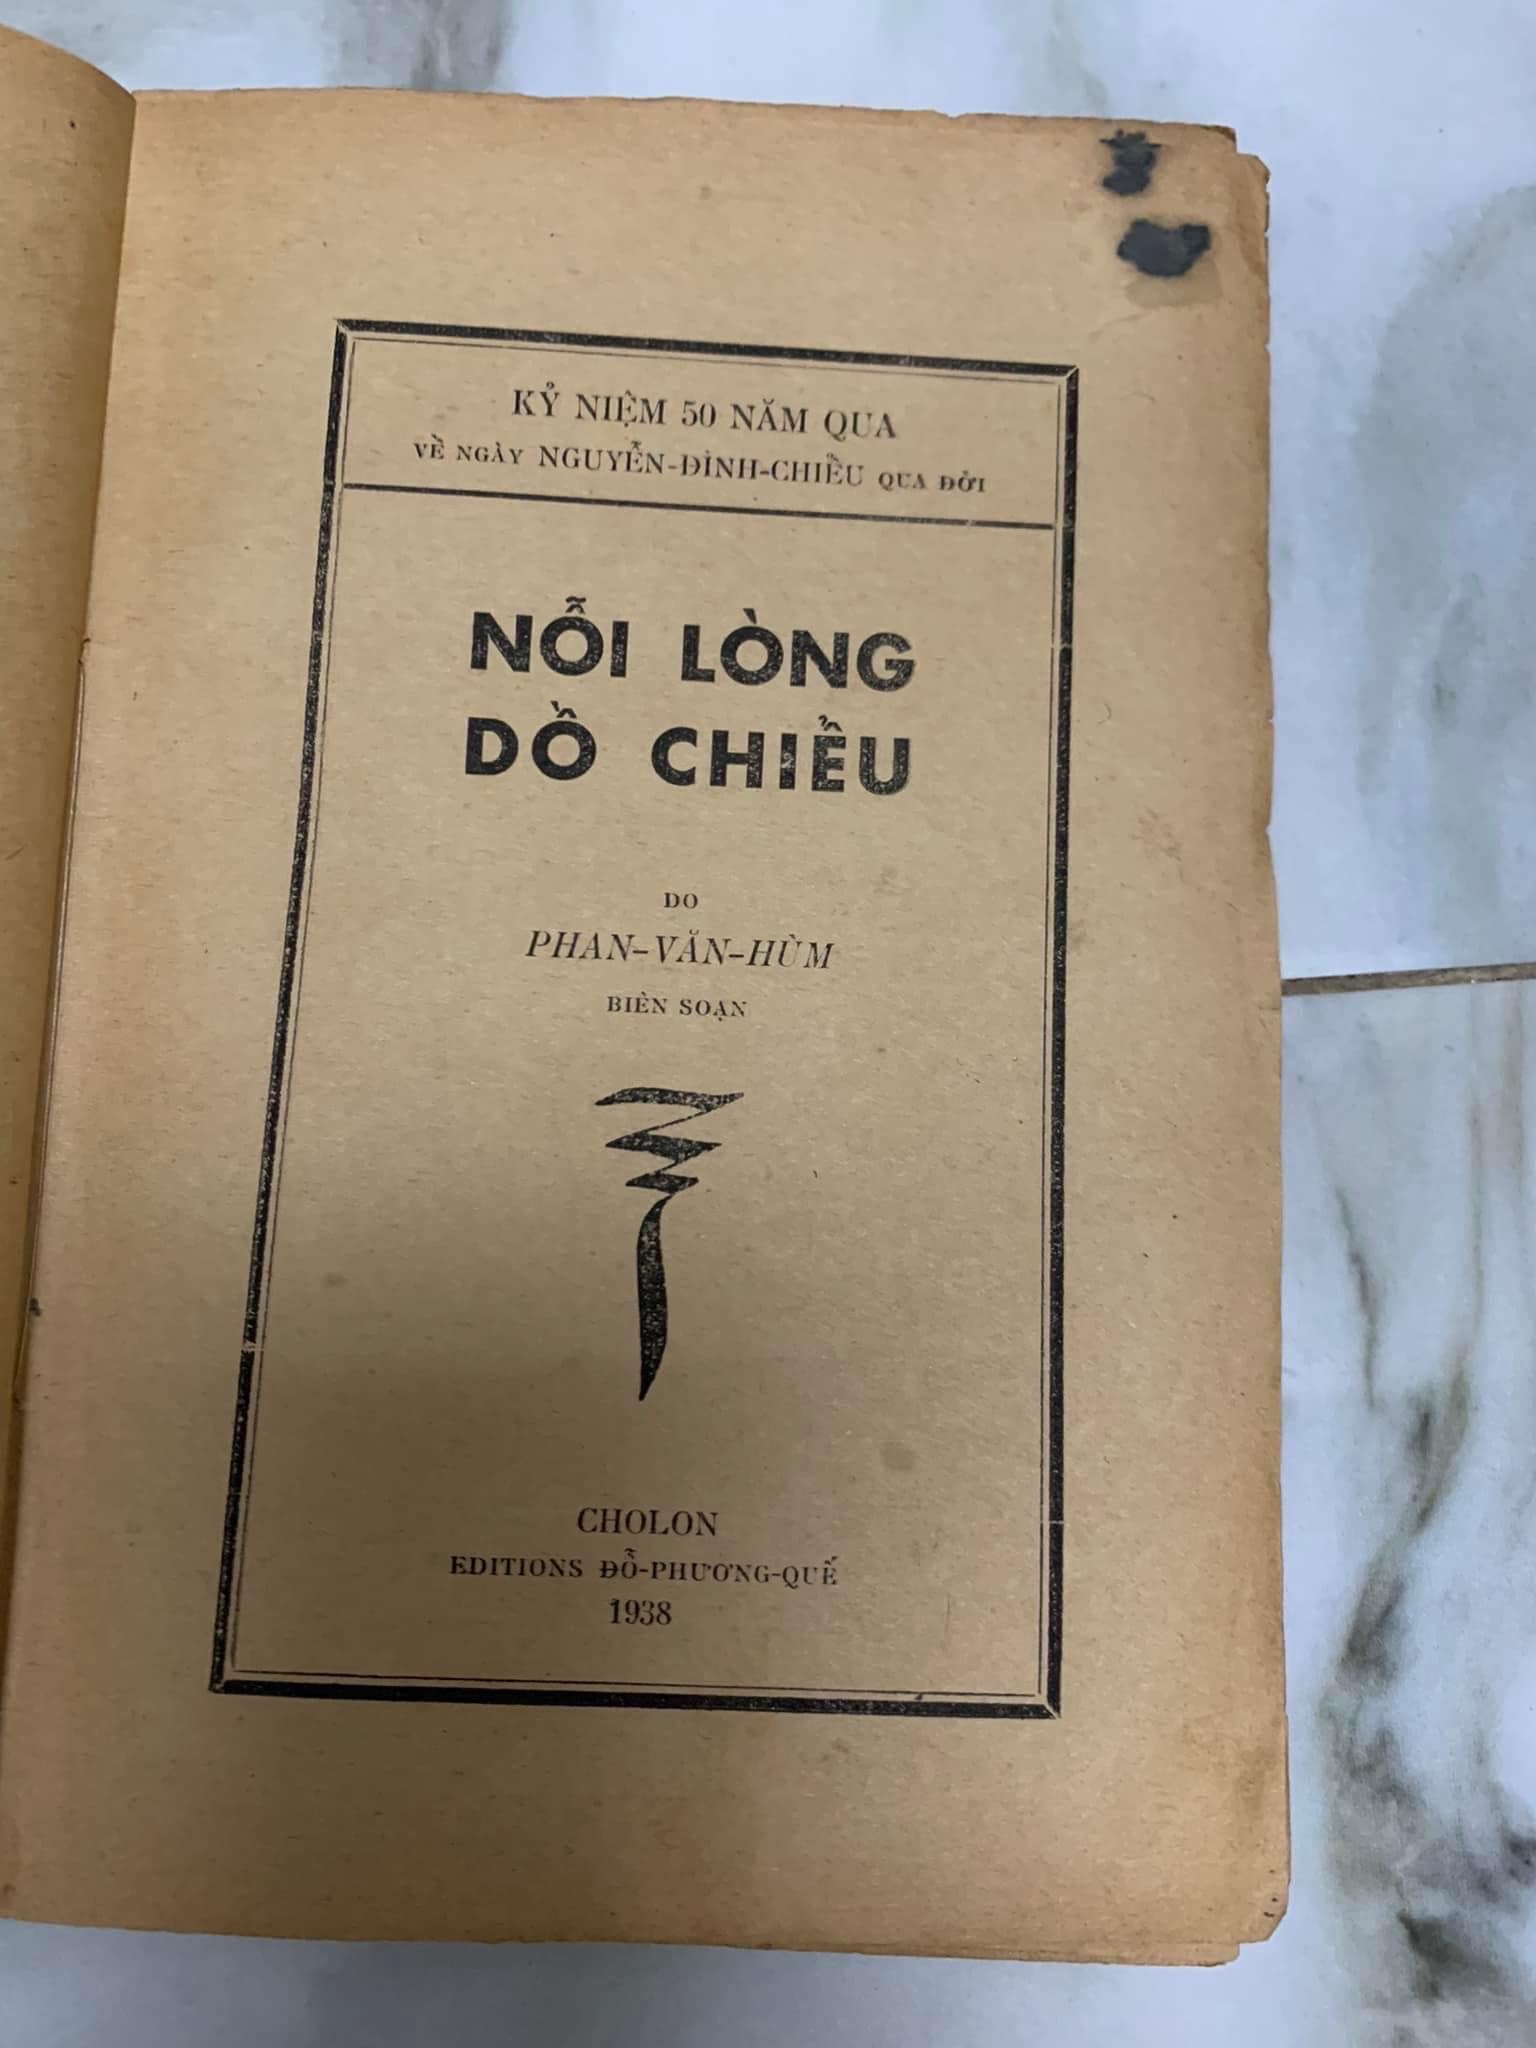 KỶ NIỆM 50 NĂM QUA
VỀ NGÀY NGUYỄN-ĐÌNH-CHIỂU QUA ĐỜI
NỖI LÒNG
DỒ CHIỂU
DO
PHAN-VĂN-HÙM
BIÊN SOẠN
CHOLON
EDITIONS ĐỖ-PHƯƠNG-QUẾ
1938